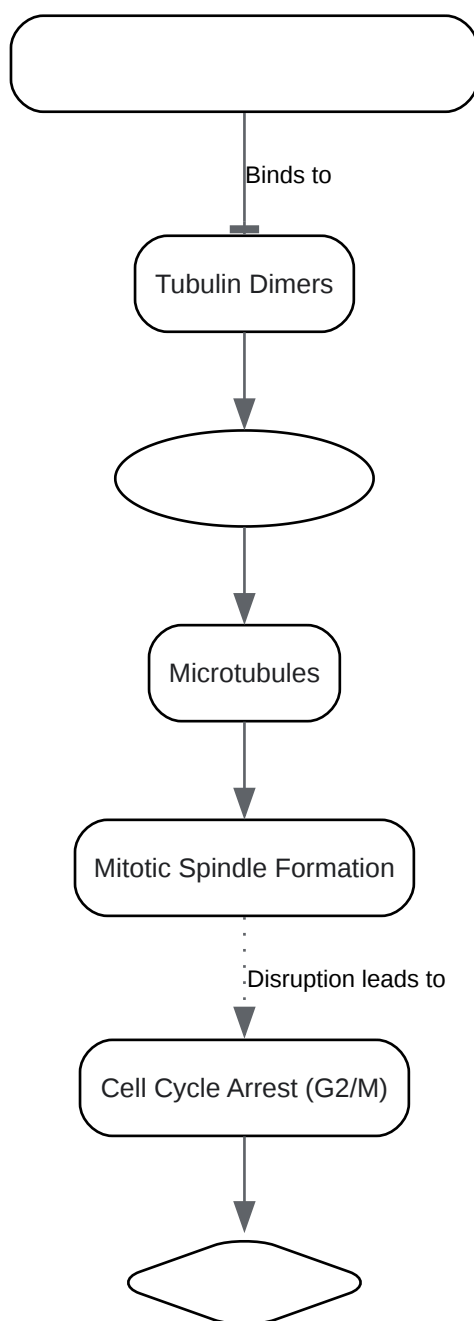 Binds to
Tubulin Dimers
Microtubules
Mitotic Spindle Formation
Disruption leads to
Cell Cycle Arrest (G2/M)